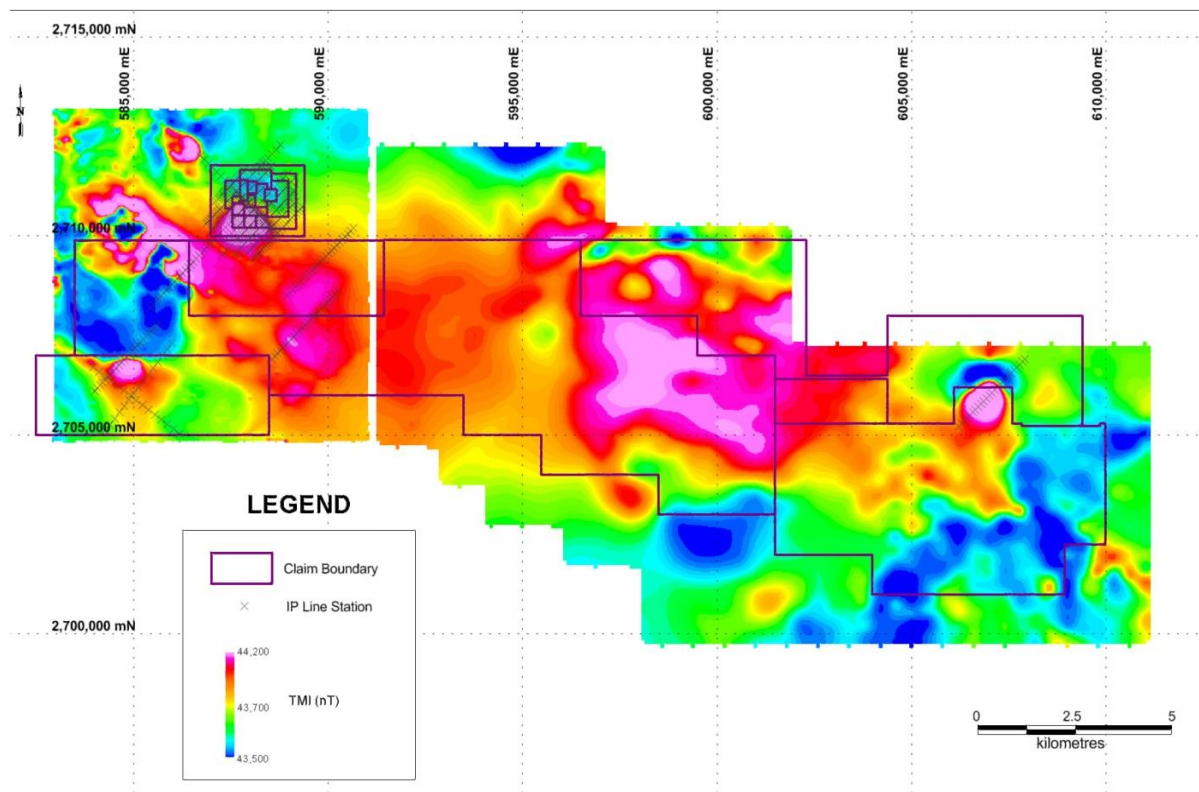 2,715,000 mN
585,000 mE
590,000 mE
595,000 mE
600,000 mE
605,000 mE
610,000 mE
N
2,710,000 mN
2,705,000 mN
2,700,000 mN
LEGEND
Claim Boundary
IP Line Station
44,200
43,700
43,500
TMI (nT)
0 2.5 5
kilometres